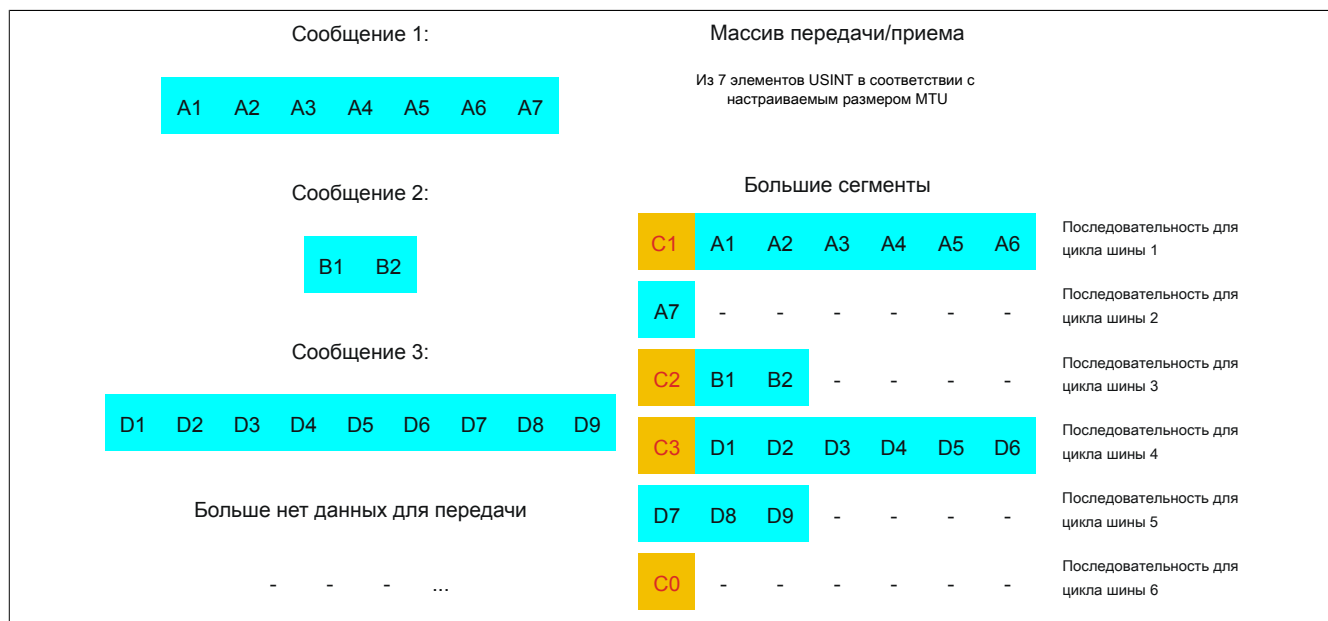 Сообщение 1:
A1 A2 A3 A4 A5 A6 A7
Сообщение 2:
B1 B2
Сообщение 3:
D1 D2 D3 D4 D5 D6 D7 D8 D9
Больше нет данных для передачи
- - - ...
Массив передачи/приема
Из 7 элементов USINT в соответствии с
настраиваемым размером MTU
Большие сегменты
C1 A1 A2 A3 A4 A5 A6
Последовательность для
цикла шины 1
A7 - - - - - -
Последовательность для
цикла шины 2
C2 B1 B2 - - - -
Последовательность для
цикла шины 3
C3 D1 D2 D3 D4 D5 D6
Последовательность для
цикла шины 4
D7 D8 D9 - - - -
Последовательность для
цикла шины 5
C0 - - - - - -
Последовательность для
цикла шины 6